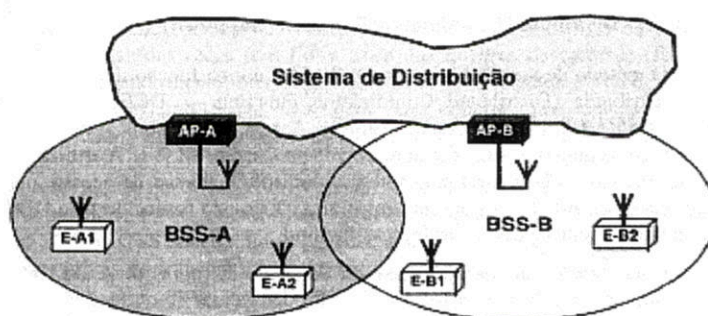 Sistema de Distribuição
AP-A
AP-B
E-A1
BSS-A
BSS-B
E-B2
E-A2
E-B1